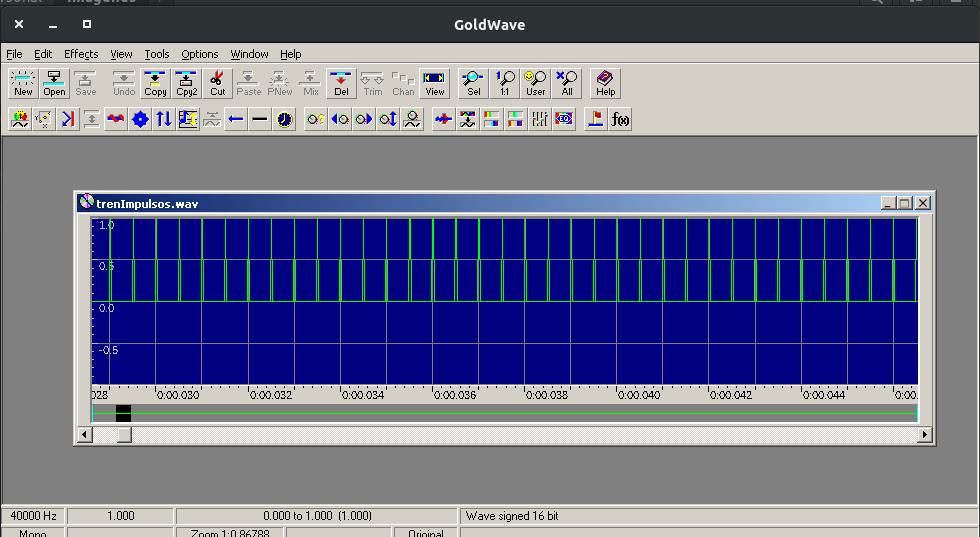 GoldWave
File Edit Effects View Tools Options Window Help
New Open Save Undo Copy Cpy2 Cut Paste PNew Mix Del Trim Chan View Sel 1:1 User All Help
f(x)
trenImpulsos.wav
1.0
0.5
0.0
-0.5
028 0:00.030 0:00.032 0:00.034 0:00.036 0:00.038 0:00.040 0:00.042 0:00.044 0:00.
40000 Hz 1.000 0.000 to 1.000 (1.000) Wave signed 16 bit
Mono Zoom 1:0.86788 Original